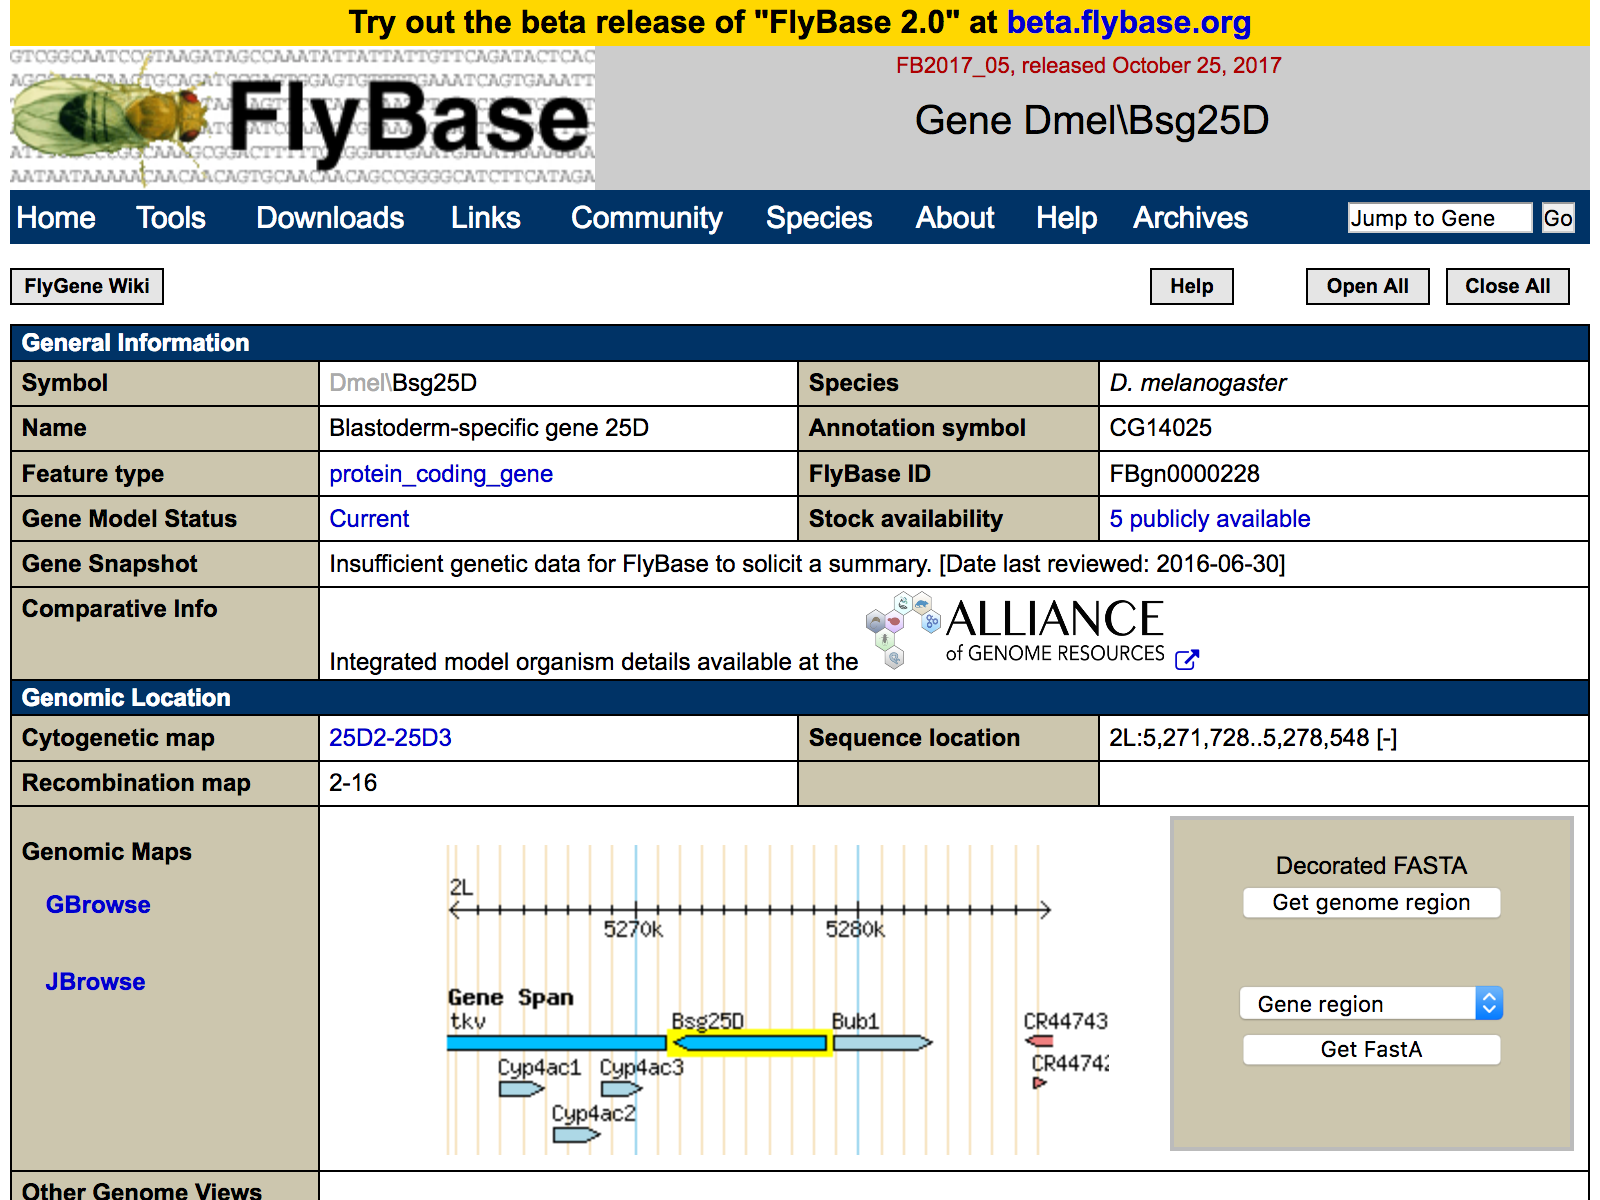 Try out the beta release of "FlyBase 2.0" at beta.flybase.org
FlyBase
FB2017_05, released October 25, 2017
Gene Dmel\Bsg25D
Home Tools Downloads Links Community Species About Help Archives Jump to Gene Go
FlyGene Wiki Help Open All Close All
General Information
Symbol Dmel\Bsg25D Species D. melanogaster
Name Blastoderm-specific gene 25D Annotation symbol CG14025
Feature type protein_coding_gene FlyBase ID FBgn0000228
Gene Model Status Current Stock availability 5 publicly available
Gene Snapshot Insufficient genetic data for FlyBase to solicit a summary. [Date last reviewed: 2016-06-30]
Comparative Info
Integrated model organism details available at the ALLIANCE
of GENOME RESOURCES
Genomic Location
Cytogenetic map 25D2-25D3 Sequence location 2L:5,271,728..5,278,548 [-]
Recombination map 2-16
Genomic Maps
GBrowse
JBrowse
2L
5270k 5280k
Gene Span
tkv Bsg25D Bub1 CR44743
Cyp4ac1 Cyp4ac3 CR44742
Cyp4ac2
Decorated FASTA
Get genome region
Gene region
Get FastA
Other Genome Views